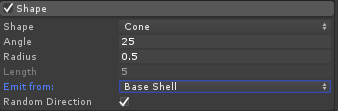 Shape
Shape Cone
Angle 25
Radius 0.5
Length 5
Emit from: Base Shell
Random Direction